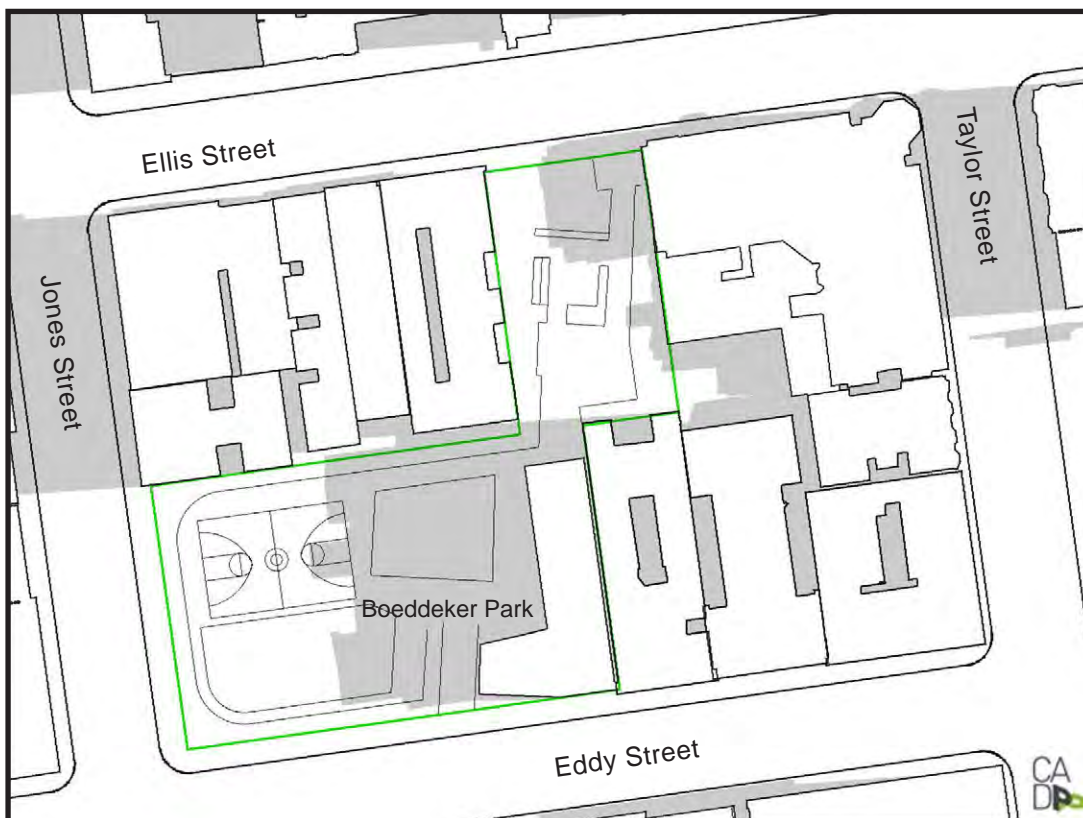 Ellis Street
Taylor Street
Jones Street
Boeddeker Park
Eddy Street
CA
DP